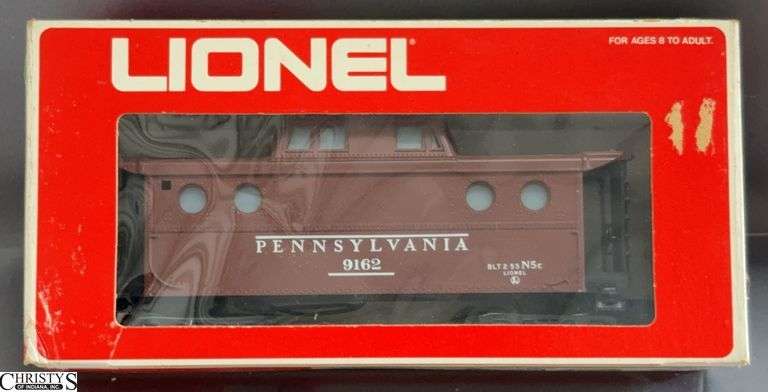 LIONEL
FOR AGES 8 TO ADULT.
PENNSYLVANIA
9162
BLT 2 53 N5c
LIONEL
L
CHRISTY'S
OF INDIANA, INC.